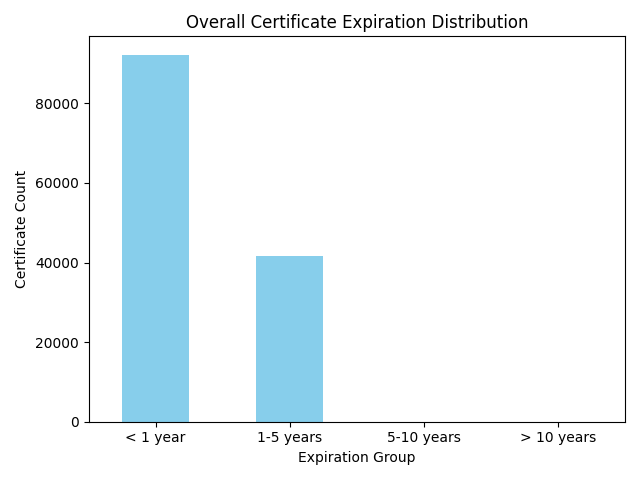 Overall Certificate Expiration Distribution
Certificate Count
80000
60000
40000
20000
0
< 1 year
1-5 years
5-10 years
> 10 years
Expiration Group